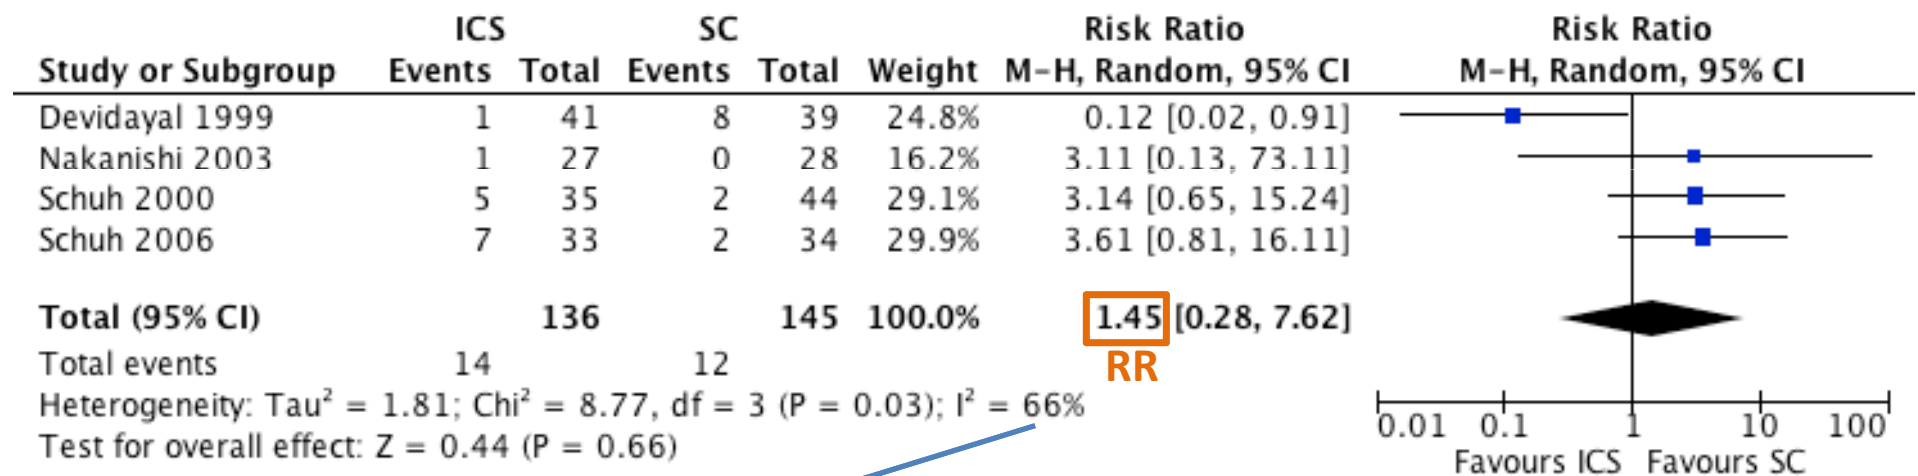 ICS SC Risk Ratio Risk Ratio
Study or Subgroup Events Total Events Total Weight M-H, Random, 95% CI M-H, Random, 95% CI
Devidayal 1999 1 41 8 39 24.8% 0.12 [0.02, 0.91]
Nakanishi 2003 1 27 0 28 16.2% 3.11 [0.13, 73.11]
Schuh 2000 5 35 2 44 29.1% 3.14 [0.65, 15.24]
Schuh 2006 7 33 2 34 29.9% 3.61 [0.81, 16.11]
Total (95% CI) 136 145 100.0% 1.45 [0.28, 7.62]
RR
Total events 14 12
Heterogeneity: Tau² = 1.81; Chi² = 8.77, df = 3 (P = 0.03); I² = 66%
Test for overall effect: Z = 0.44 (P = 0.66)
0.01 0.1 1 10 100
Favours ICS Favours SC